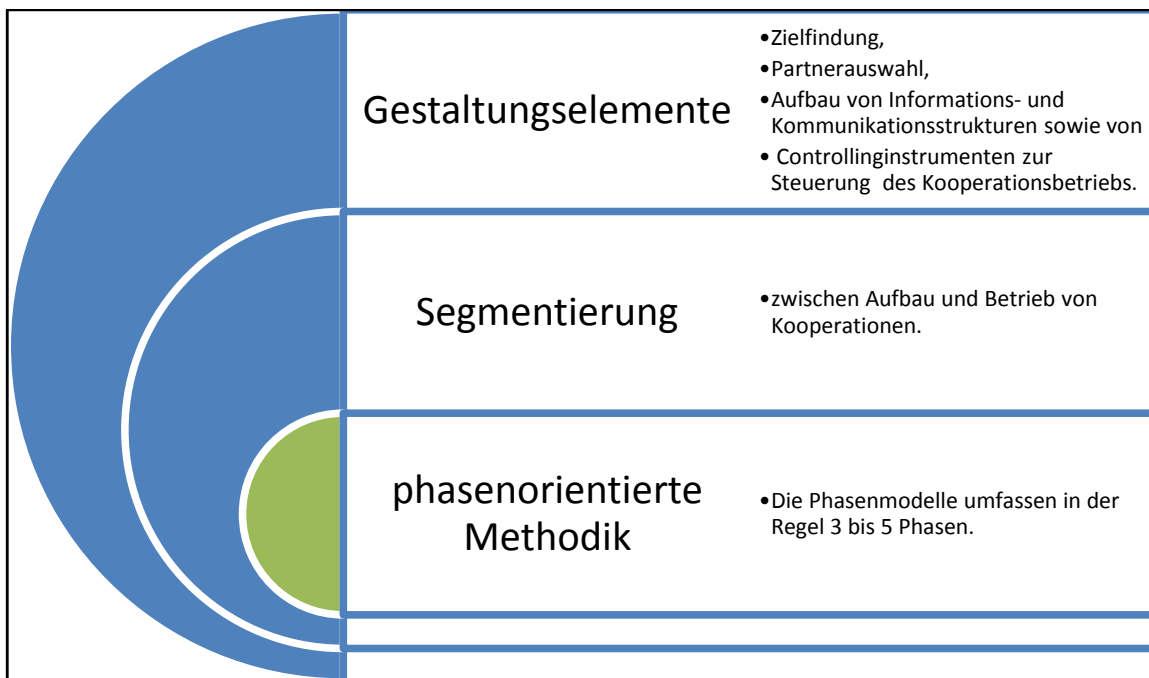 Gestaltungselemente
•Zielfindung,
•Partnerauswahl,
•Aufbau von Informations- und
Kommunikationsstrukturen sowie von
• Controllinginstrumenten zur
Steuerung  des Kooperationsbetriebs.
Segmentierung
•zwischen Aufbau und Betrieb von
Kooperationen.
phasenorientierte
Methodik
•Die Phasenmodelle umfassen in der
Regel 3 bis 5 Phasen.